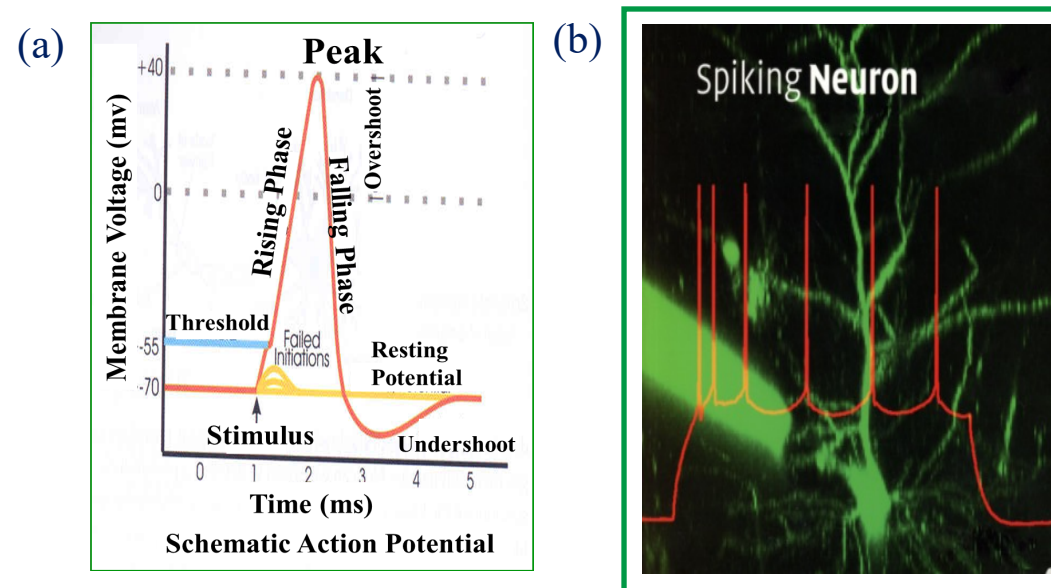 (a)
Peak
+40
Overshoot
Rising Phase
Falling Phase
Membrane Voltage (mv)
0
Threshold
-55
Failed
Initiations
Resting
Potential
-70
Stimulus
Undershoot
0 1 2 3 4 5
Time (ms)
Schematic Action Potential
(b)
Spiking Neuron